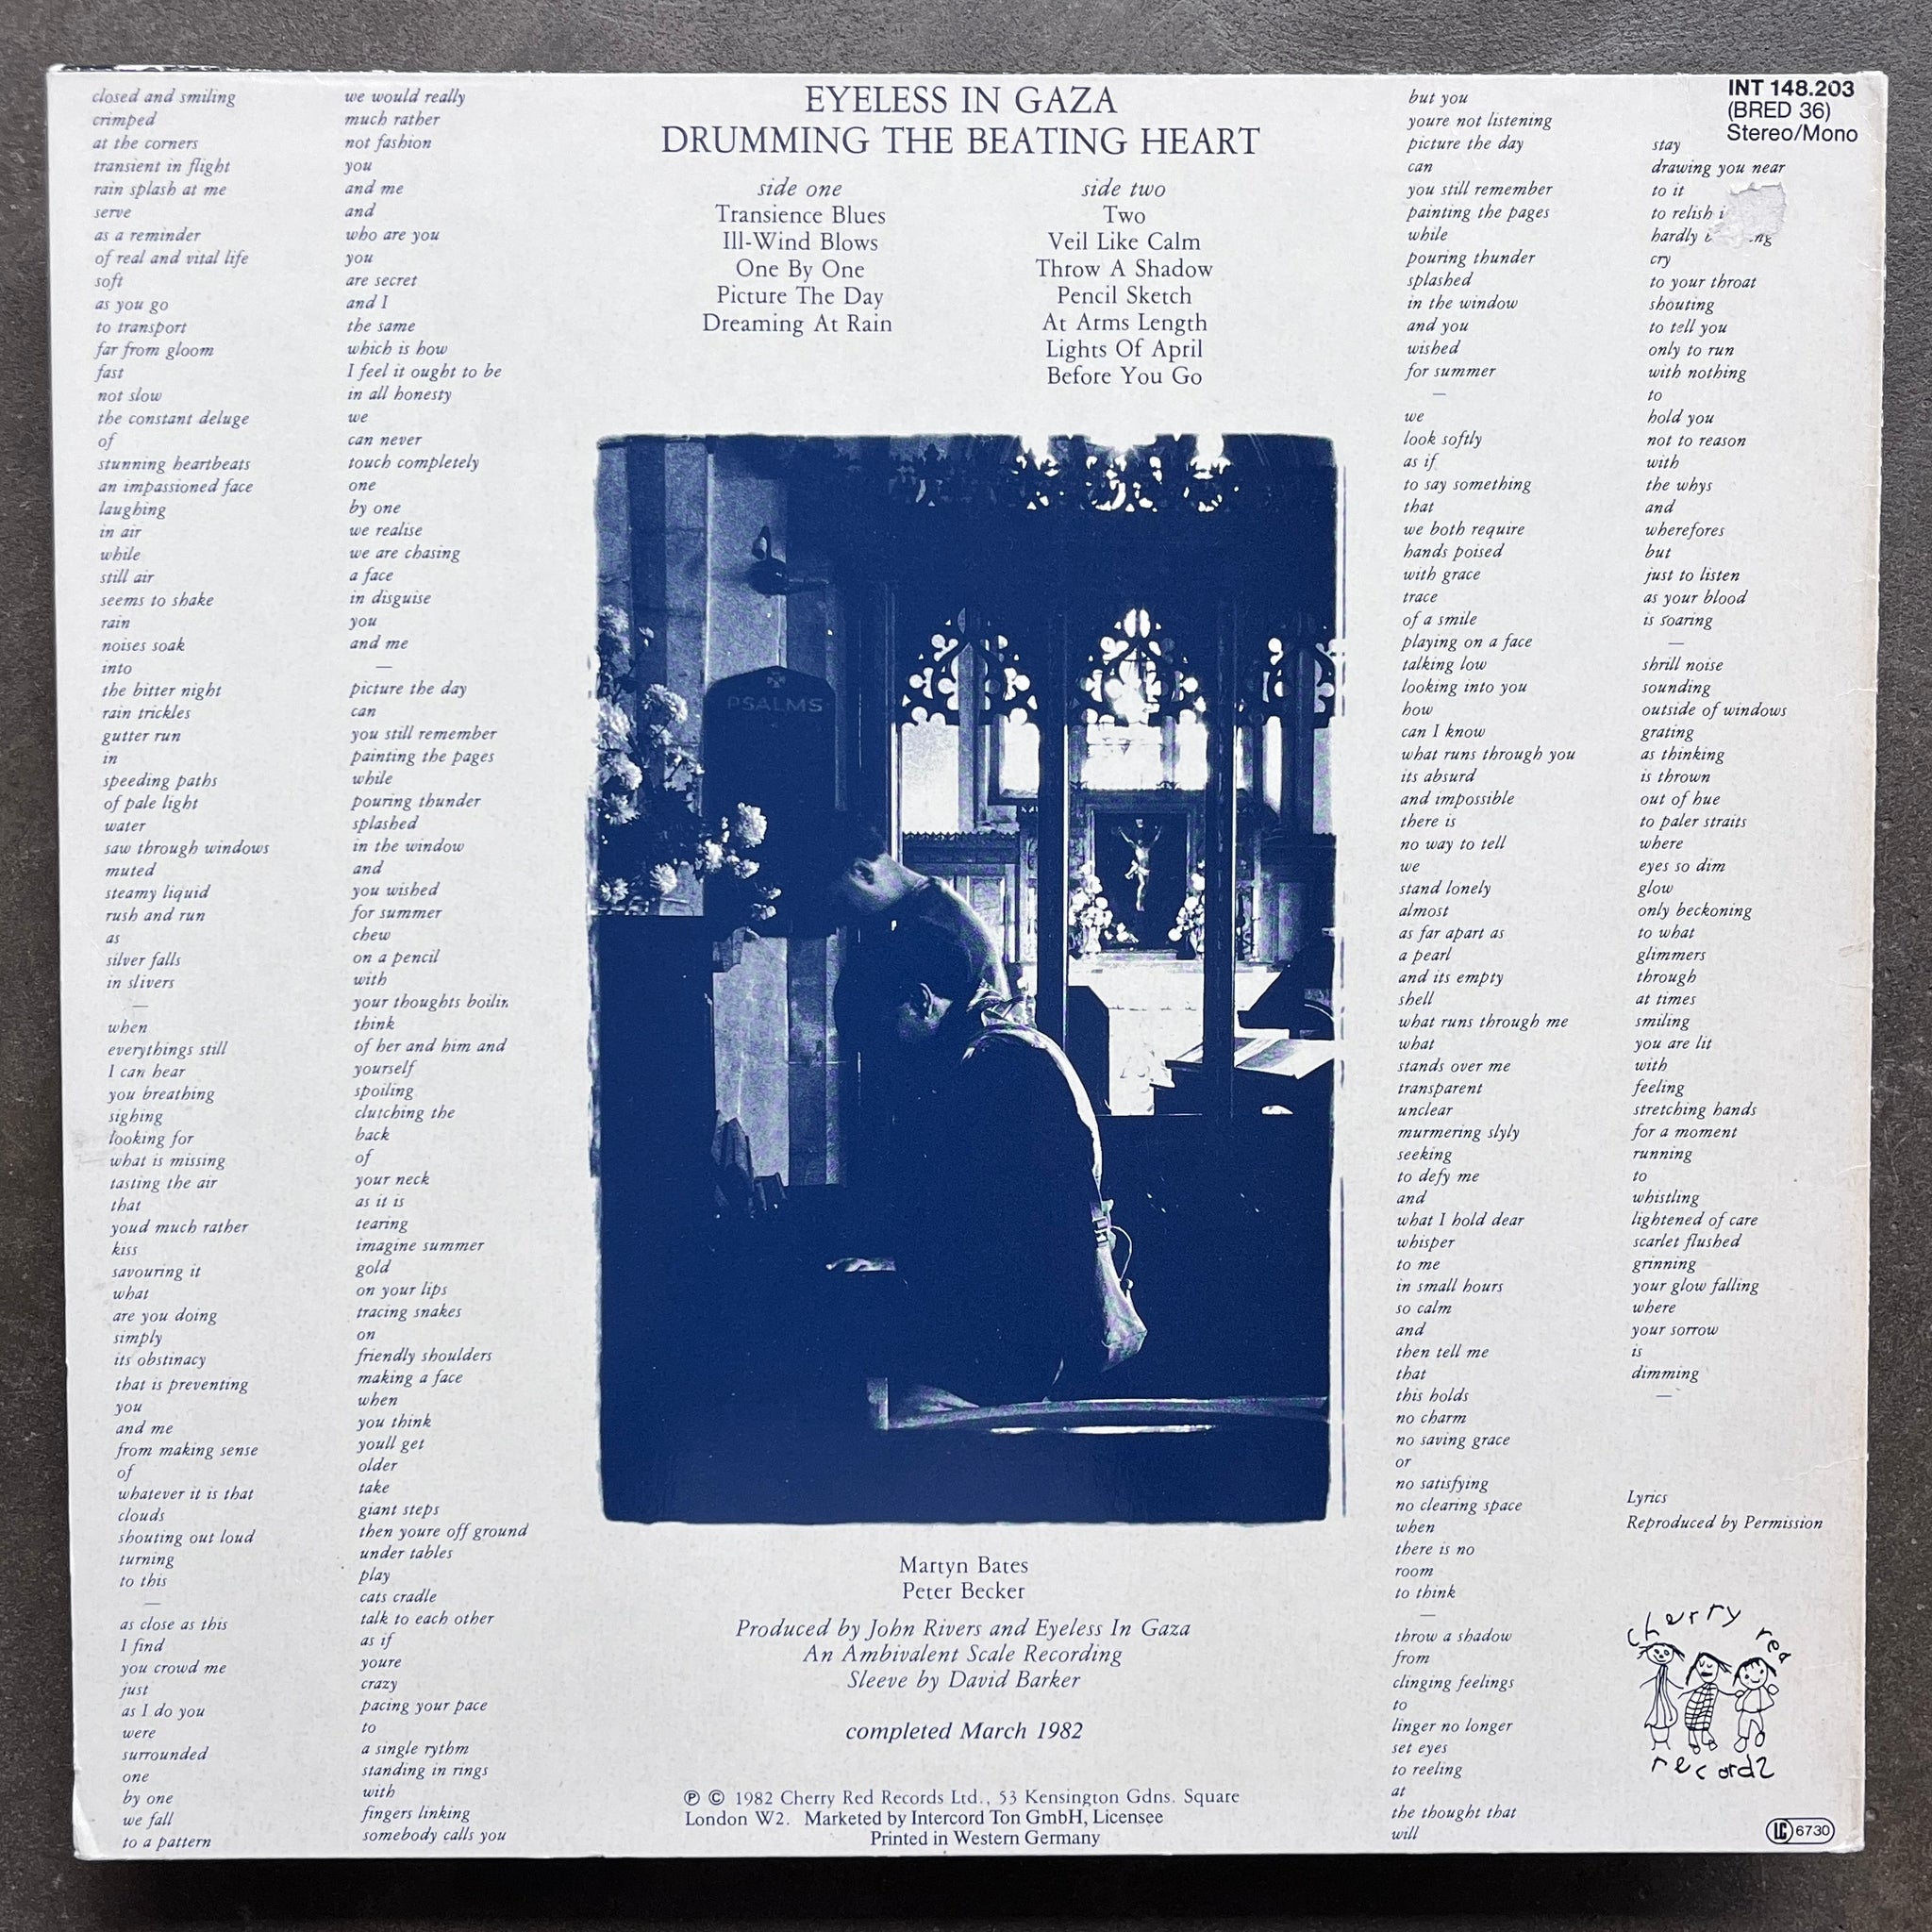 closed and smiling
crimped
at the corners
transient in flight
rain splash at me
serve
as a reminder
of real and vital life
soft
as you go
to transport
far from gloom
fast
not slow
the constant deluge
of
stunning heartbeats
an impassioned face
laughing
in air
while
still air
seems to shake
rain
noises soak
into
the bitter night
rain trickles
gutter run
in
speeding paths
of pale light
water
saw through windows
muted
steamy liquid
rush and run
as
silver falls
in slivers
—
when
everythings still
I can hear
you breathing
sighing
looking for
what is missing
tasting the air
that
youd much rather
kiss
savouring it
what
are you doing
simply
its obstinacy
that is preventing
you
and me
from making sense
of
whatever it is that
clouds
shouting out loud
turning
to this
—
as close as this
I find
you crowd me
just
as I do you
were
surrounded
one
by one
we fall
to a pattern
we would really
much rather
not fashion
you
and me
and
who are you
you
are secret
and I
the same
which is how
I feel it ought to be
in all honesty
we
can never
touch completely
one
by one
we realise
we are chasing
a face
in disguise
you
and me
—
picture the day
can
you still remember
painting the pages
while
pouring thunder
splashed
in the window
and
you wished
for summer
chew
on a pencil
with
your thoughts
think
of her and him and
yourself
spoiling
clutching the
back
of
your neck
as it is
tearing
imagine summer
gold
on your lips
tracing snakes
on
friendly shoulders
making a face
when
you think
youll get
older
take
giant steps
then youre off ground
under tables
play
cats cradle
talk to each other
as if
youre
crazy
pacing your pace
to
a single rythm
standing in rings
with
fingers linking
somebody calls you
EYELESS IN GAZA
DRUMMING THE BEATING HEART
side one
Transience Blues
Ill-Wind Blows
One By One
Picture The Day
Dreaming At Rain
side two
Two
Veil Like Calm
Throw A Shadow
Pencil Sketch
At Arms Length
Lights Of April
Before You Go
PSALMS
Martyn Bates
Peter Becker
Produced by John Rivers and Eyeless In Gaza
An Ambivalent Scale Recording
Sleeve by David Barker
completed March 1982
℗ © 1982 Cherry Red Records Ltd., 53 Kensington Gdns. Square
London W2. Marketed by Intercord Ton GmbH, Licensee
Printed in Western Germany
but you
youre not listening
picture the day
can
you still remember
painting the pages
while
pouring thunder
splashed
in the window
and you
wished
for summer
—
we
look softly
as if
to say something
that
we both require
hands poised
with grace
trace
of a smile
playing on a face
talking low
looking into you
how
can I know
what runs through you
its absurd
and impossible
there is
no way to tell
we
stand lonely
almost
as far apart as
a pearl
and its empty
shell
what runs through me
what
stands over me
transparent
unclear
murmering slyly
seeking
to defy me
and
what I hold dear
whisper
to me
in small hours
so calm
and
then tell me
that
this holds
no charm
no saving grace
or
no satisfying
no clearing space
when
there is no
room
to think
—
throw a shadow
from
clinging feelings
to
linger no longer
set eyes
to reeling
at
the thought that
will
INT 148.203
(BRED 36)
Stereo/Mono
stay
drawing you near
to it
to relish
hardly
cry
to your throat
shouting
to tell you
only to run
with nothing
to
hold you
not to reason
with
the whys
and
wherefores
but
just to listen
as your blood
is soaring
—
shrill noise
sounding
outside of windows
grating
as thinking
is thrown
out of hue
to paler straits
where
eyes so dim
glow
only beckoning
to what
glimmers
through
at times
smiling
you are lit
with
feeling
stretching hands
for a moment
running
to
whistling
lightened of care
scarlet flushed
grinning
your glow falling
where
your sorrow
is
dimming
—
Lyrics
Reproduced by Permission
cherry red
records
LC 6730